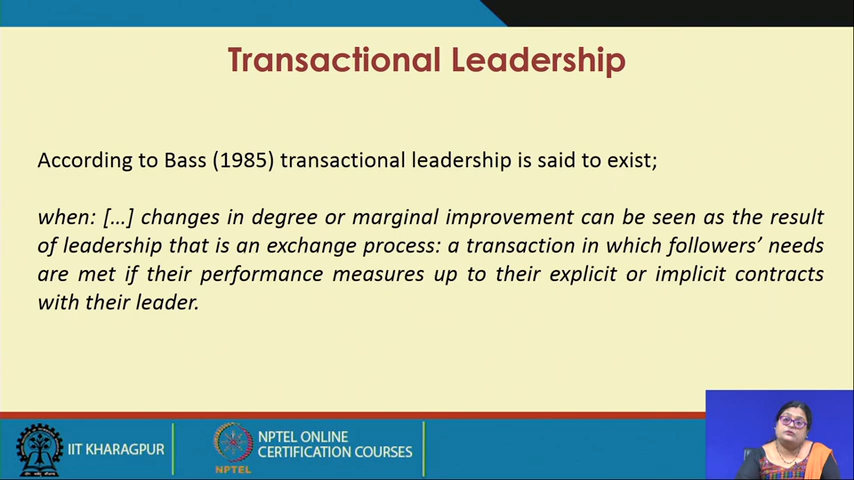 Transactional Leadership
According to Bass (1985) transactional leadership is said to exist;
when: [...] changes in degree or marginal improvement can be seen as the result
of leadership that is an exchange process: a transaction in which followers' needs
are met if their performance measures up to their explicit or implicit contracts
with their leader.
IIT KHARAGPUR
NPTEL
NPTEL ONLINE
CERTIFICATION COURSES